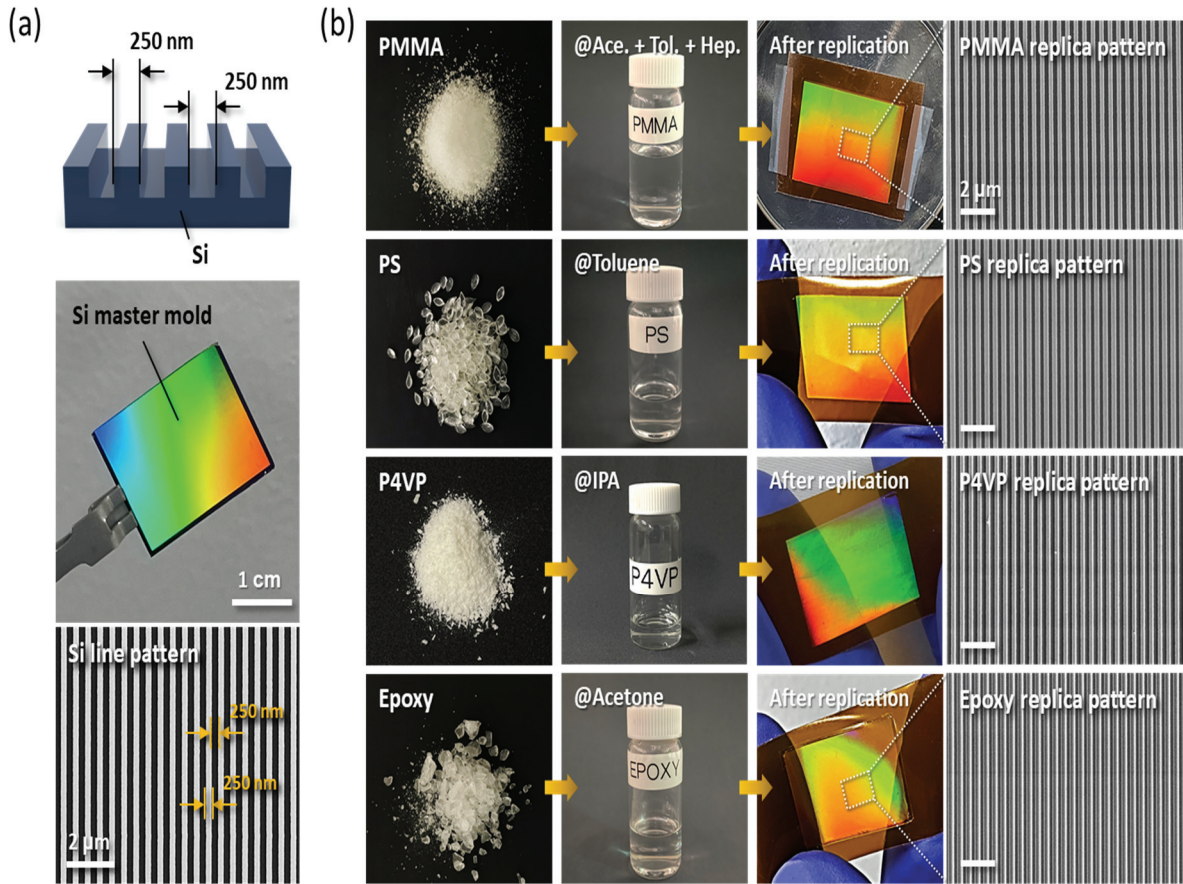 (a)
250 nm
250 nm
Si
Si master mold
1 cm
Si line pattern
250 nm
250 nm
2 μm
(b)
PMMA
@Ace. + Tol. + Hep.
PMMA
After replication
PMMA replica pattern
2 μm
PS
@Toluene
PS
After replication
PS replica pattern
P4VP
@IPA
P4VP
After replication
P4VP replica pattern
Epoxy
@Acetone
EPOXY
After replication
Epoxy replica pattern